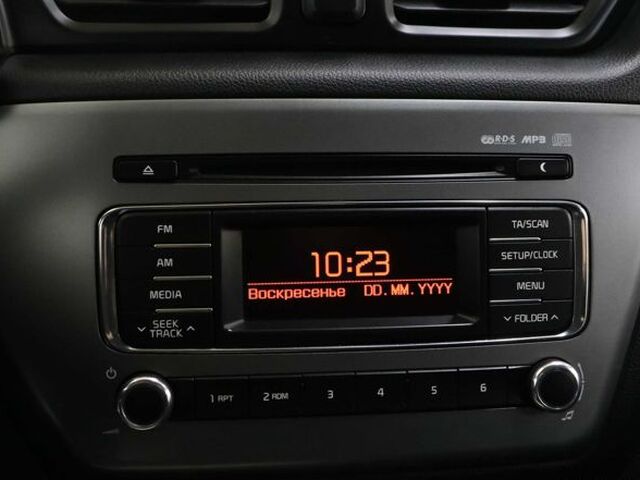 R·D·S MP3
FM
AM
MEDIA
SEEK
TRACK
10:23
Воскресенье DD.MM.YYYY
TA/SCAN
SETUP/CLOCK
MENU
FOLDER
1 RPT 2 RDM 3 4 5 6